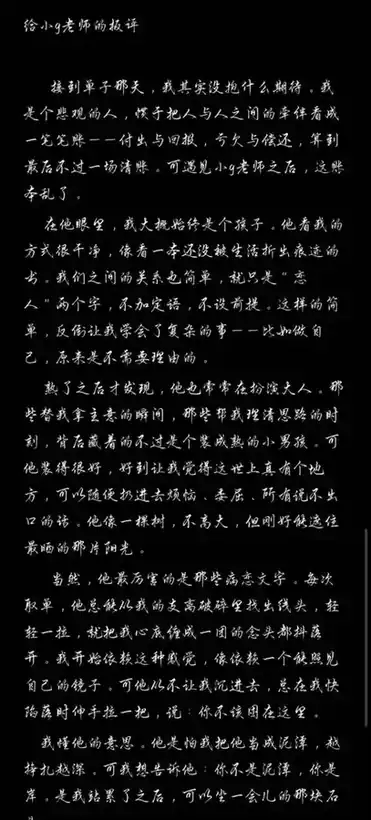 给小g老师的报评
接到单子那天，我其实没抱什么期待。我
是个悲观的人，惯于把人与人之间的牵伴看成
一笔笔账——付出与回报，亏欠与偿还，算到
最后不过一场清账。可遇见小g老师之后，这账
本乱了。
在他眼里，我大概始终是个孩子。他看我的
方式很干净，像看一本还没被生活折出痕迹的
书。我们之间的关系也简单，就只是“恋
人”两个字，不加定语，不设前提。这样的简
单，反倒让我学会了复杂的事——比如做自
己，原来是不需要理由的。
熟了之后才发现，他也常常在扮演大人。那
些替我拿主意的瞬间，那些帮我理清思路的时
刻，背后藏着的不过是个装成熟的小男孩。可
他装得很好，好到让我觉得这世上真有个地
方，可以随便扔进去烦恼、委屈、所有说不出
口的话。他像一棵树，不高大，但刚好能遮住
最晒的那片阳光。
当然，他最厉害的是那些病恋文字。每次
取单，他总能从我的支离破碎里找出线头，轻
轻一拉，就把我心底缠成一团的念头都抖落
开。我开始依赖这种感觉，像依赖一个能照见
自己的镜子。可他从不让我沉进去，总在我快
陷落时伸手拉一把，说：你不该困在这里。
我懂他的意思。他是怕我把他当成泥潭，越
挣扎越深。可我想告诉他：你不是泥潭，你是
岸。是我站累了之后，可以坐一会儿的那块石